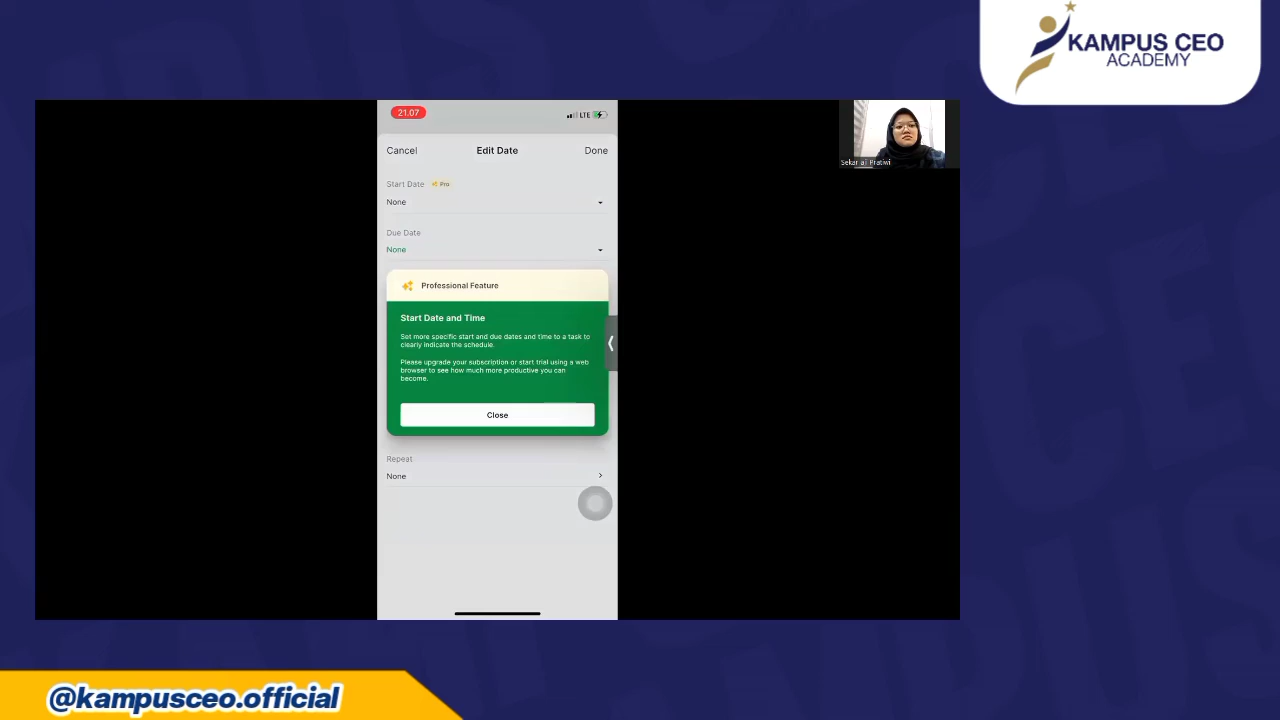 KAMPUS CEO
ACADEMY
21.07
LTE
Cancel
Edit Date
Done
Start Date
Pro
None
Due Date
None
Professional Feature
Start Date and Time
Set more specific start and due dates and time to a task to
clearly indicate the schedule.
Please upgrade your subscription or start trial using a web
browser to see how much more productive you can
become.
Close
Repeat
None
Sekar aji Pratiwi
@kampusceo.official